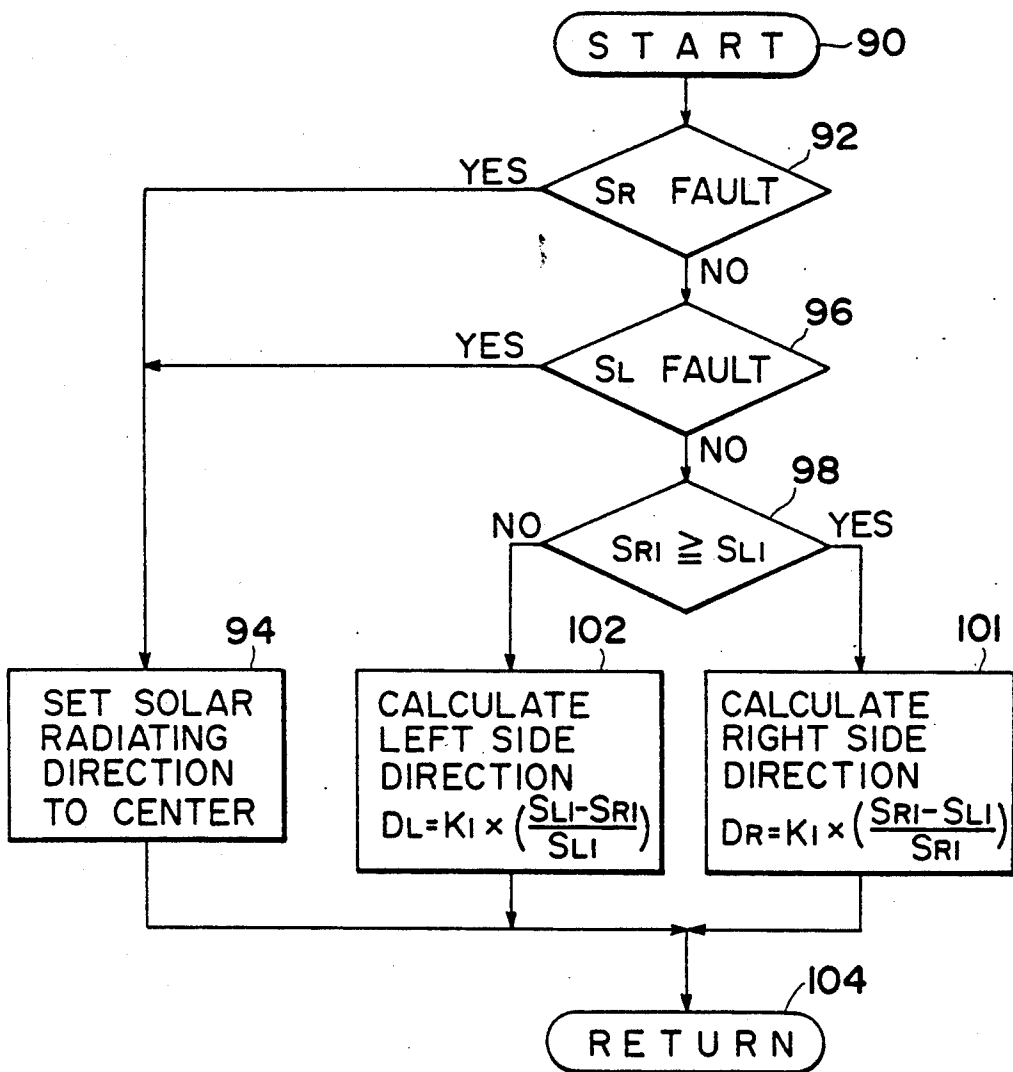 START
90
92
YES
SR FAULT
NO
96
YES
SL FAULT
NO
98
NO
YES
SR1 ≧ SL1
94
SET SOLAR
RADIATING
DIRECTION
TO CENTER
102
CALCULATE
LEFT SIDE
DIRECTION
DL=K1×(SL1-SR1/SL1)
101
CALCULATE
RIGHT SIDE
DIRECTION
DR=K1×(SR1-SL1/SR1)
104
RETURN